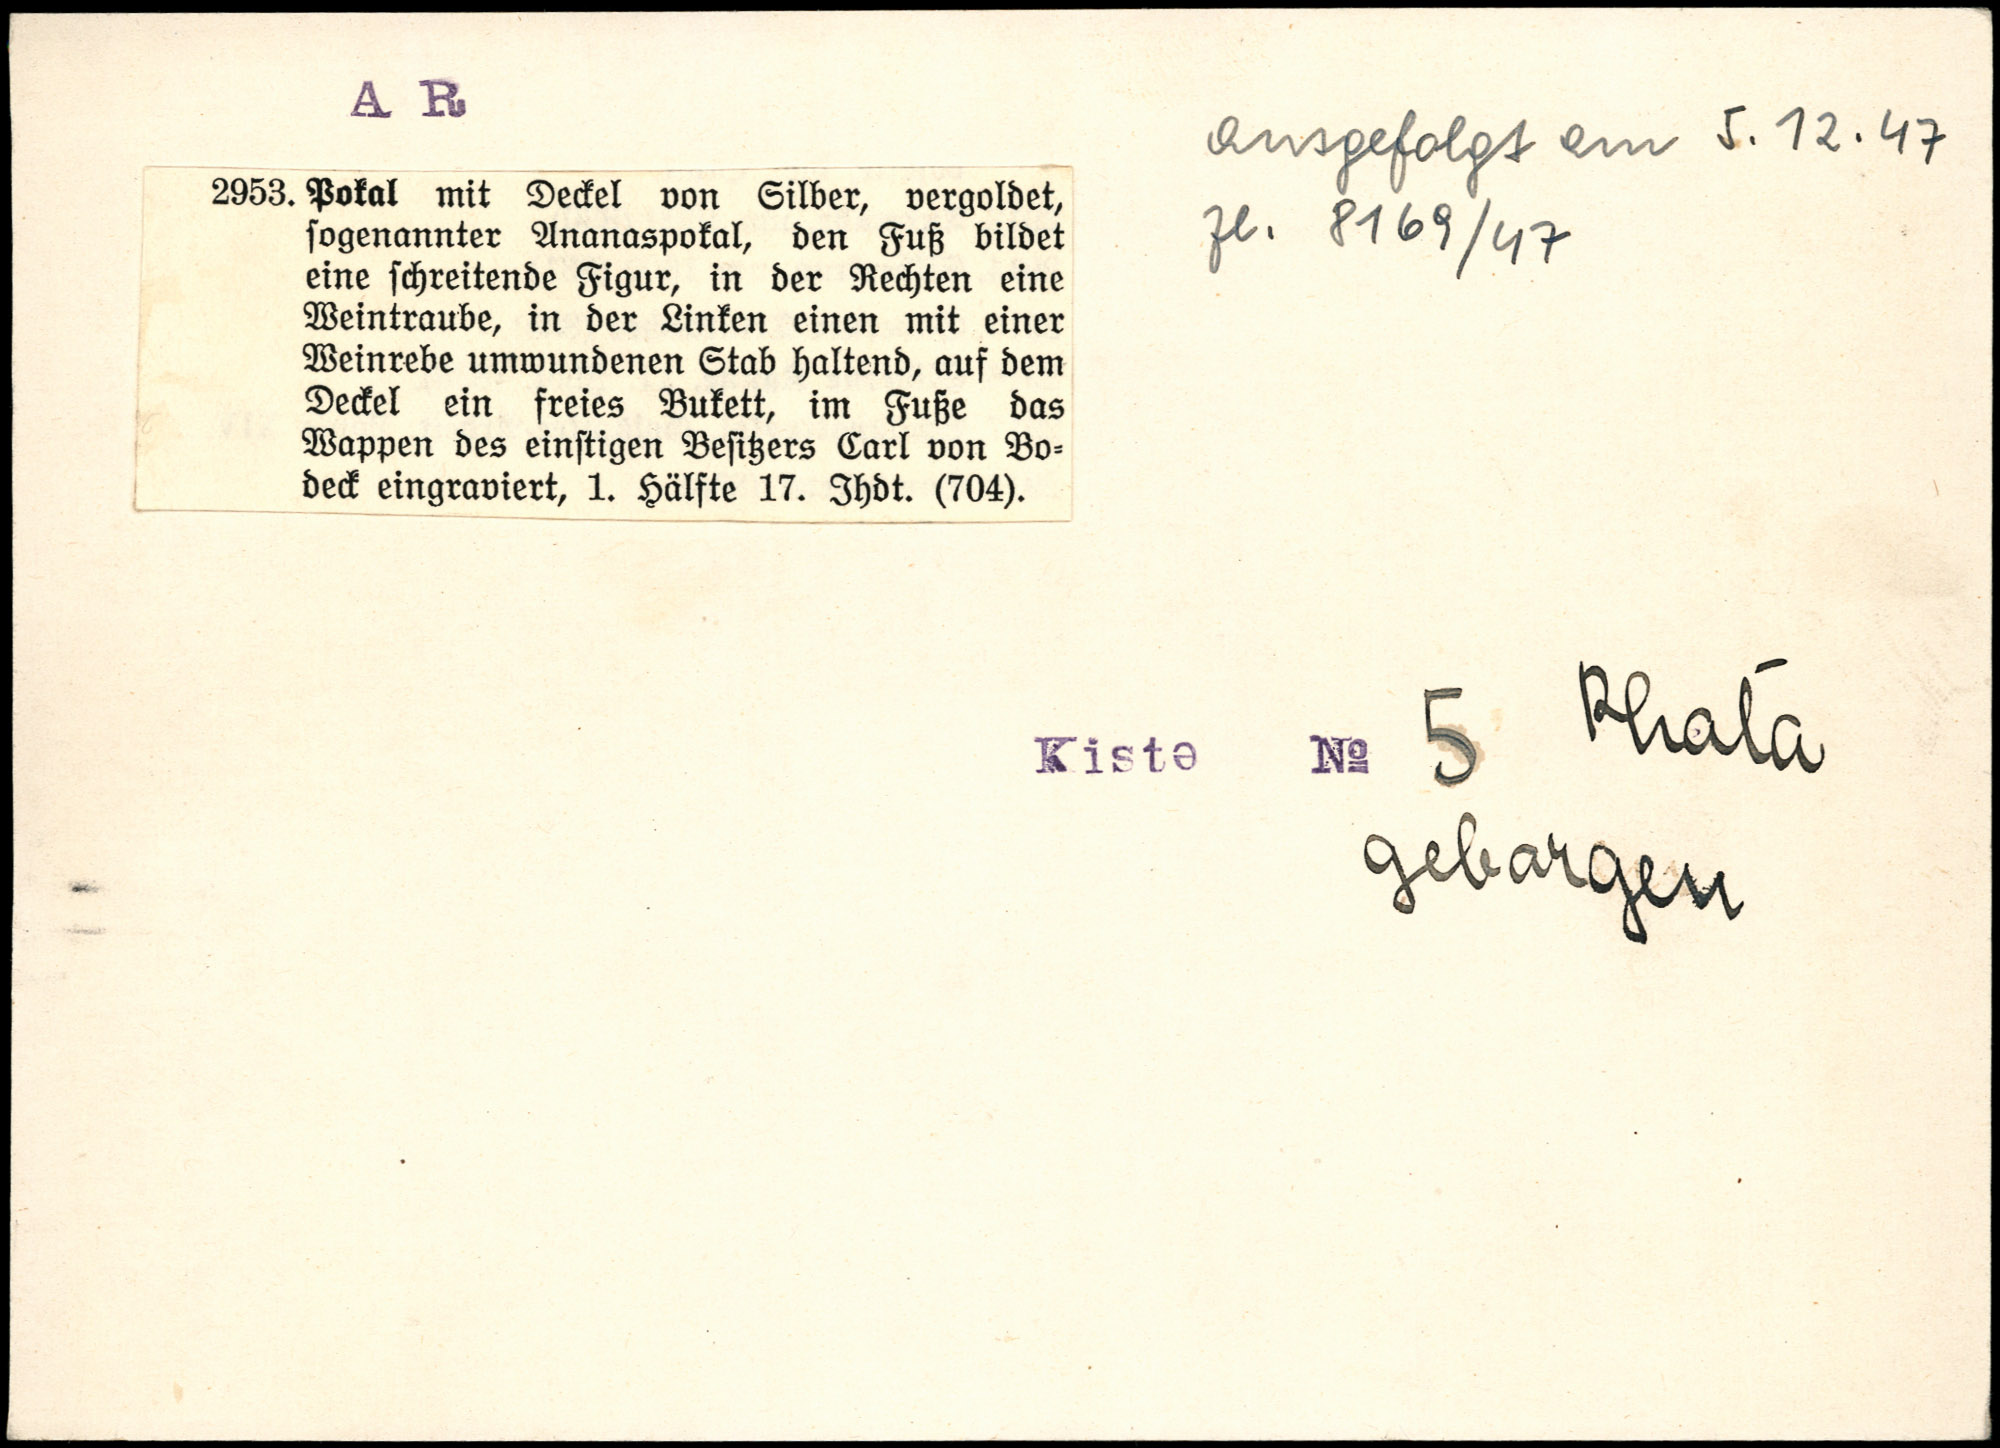 A R
ausgefolgt am 5.12.47
zl. 8169/47
2953. Pokal mit Deckel von Silber, vergoldet,
sogenannter Ananaspokal, den Fuß bildet
eine schreitende Figur, in der Rechten eine
Weintraube, in der Linken einen mit einer
Weinrebe umwundenen Stab haltend, auf dem
Deckel ein freies Bukett, im Fuße das
Wappen des einstigen Besitzers Carl von Bo-
deck eingraviert, 1. Hälfte 17. Jhdt. (704).
Kiste № 5
geborgen